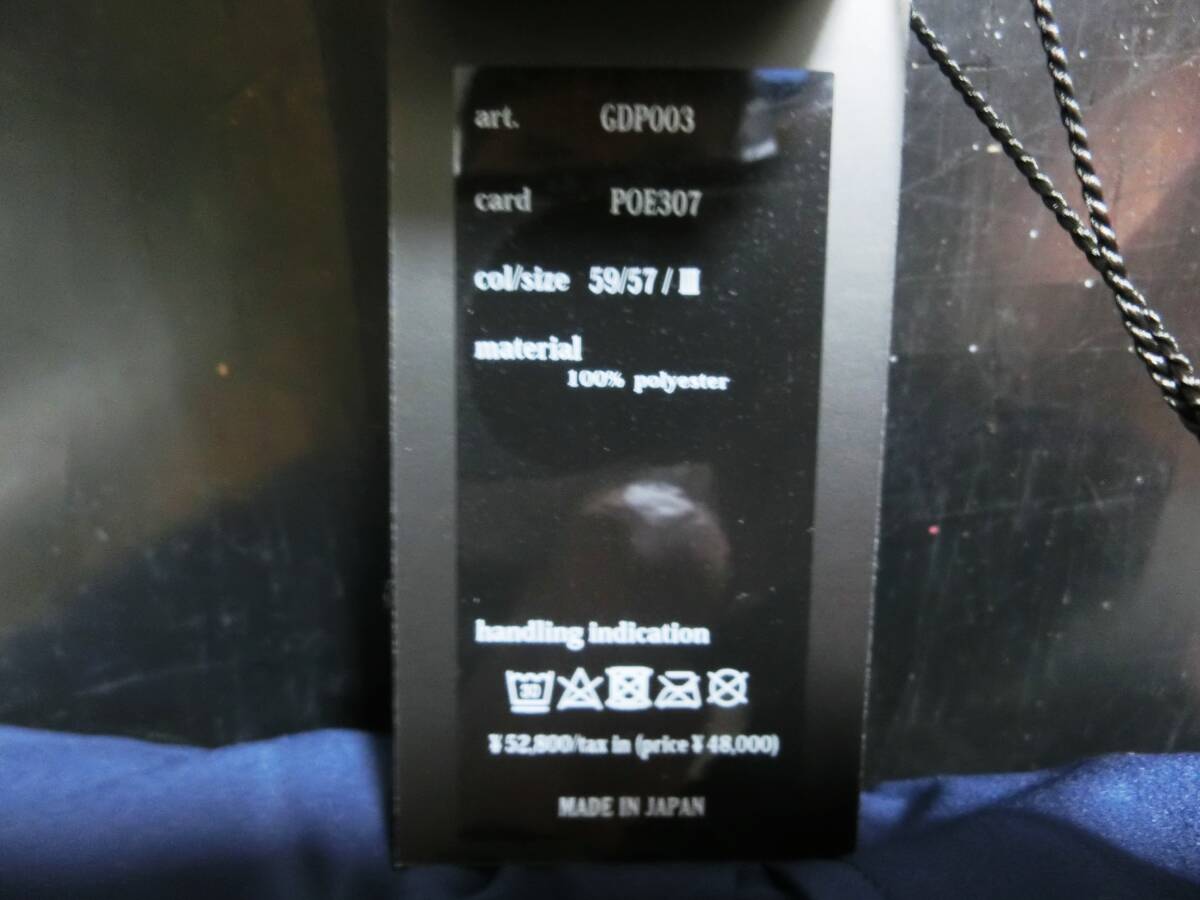 art. GDP003
card POE307
col/size 59/57 / Ⅲ
material
100% polyester
handling indication
30
¥52,800/tax in (price ¥48,000)
MADE IN JAPAN